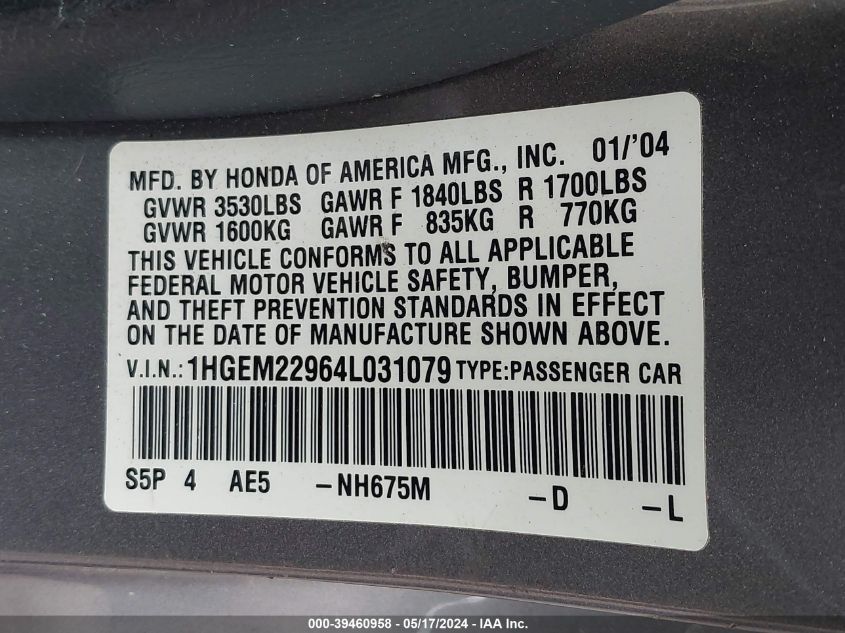 MFD. BY HONDA OF AMERICA MFG., INC. 01/'04
GVWR 3530LBS GAWR F 1840LBS R 1700LBS
GVWR 1600KG GAWR F 835KG R 770KG
THIS VEHICLE CONFORMS TO ALL APPLICABLE
FEDERAL MOTOR VEHICLE SAFETY, BUMPER,
AND THEFT PREVENTION STANDARDS IN EFFECT
ON THE DATE OF MANUFACTURE SHOWN ABOVE.
V.I.N.: 1HGEM22964L031079 TYPE:PASSENGER CAR
S5P 4 AE5 -NH675M -D -L
000-39460958 - 05/17/2024 - IAA Inc.